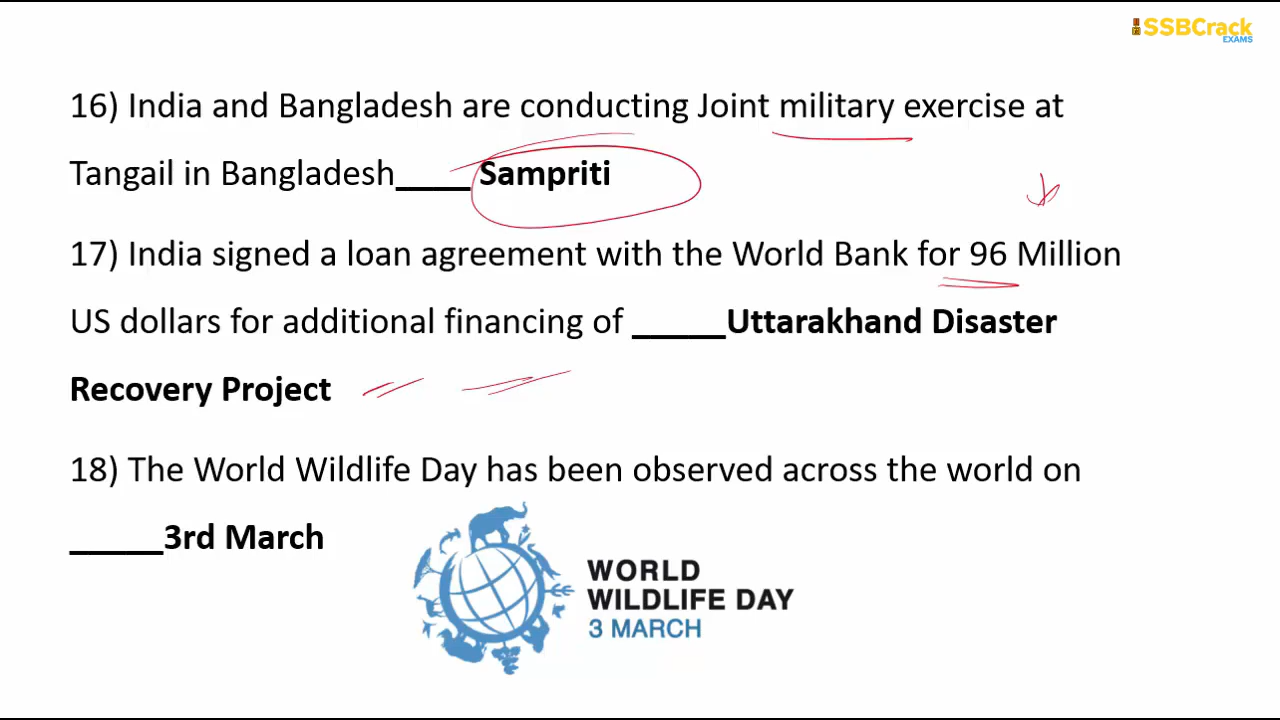 SSBCrack
EXAMS
16) India and Bangladesh are conducting Joint military exercise at
Tangail in Bangladesh____ Sampriti
17) India signed a loan agreement with the World Bank for 96 Million
US dollars for additional financing of _____Uttarakhand Disaster
Recovery Project
18) The World Wildlife Day has been observed across the world on
_____3rd March
WORLD
WILDLIFE DAY
3 MARCH